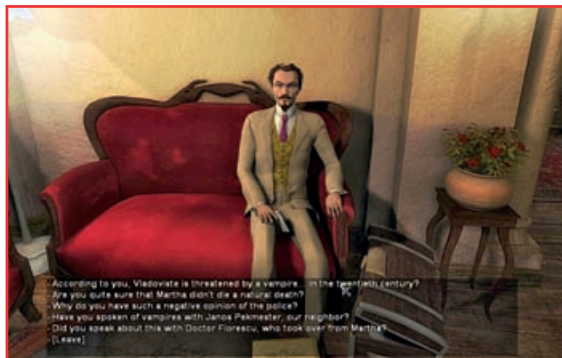 - According to you, Vladoviste is threatened by a vampire... in the twentieth century?
- Are you quite sure that Martha didn't die a natural death?
- Why do you have such a negative opinion of the police?
- Have you spoken of vampires with Janos Pekmester, our neighbor?
- Did you speak about this with Doctor Florescu, who took over from Martha?
- [Leave]